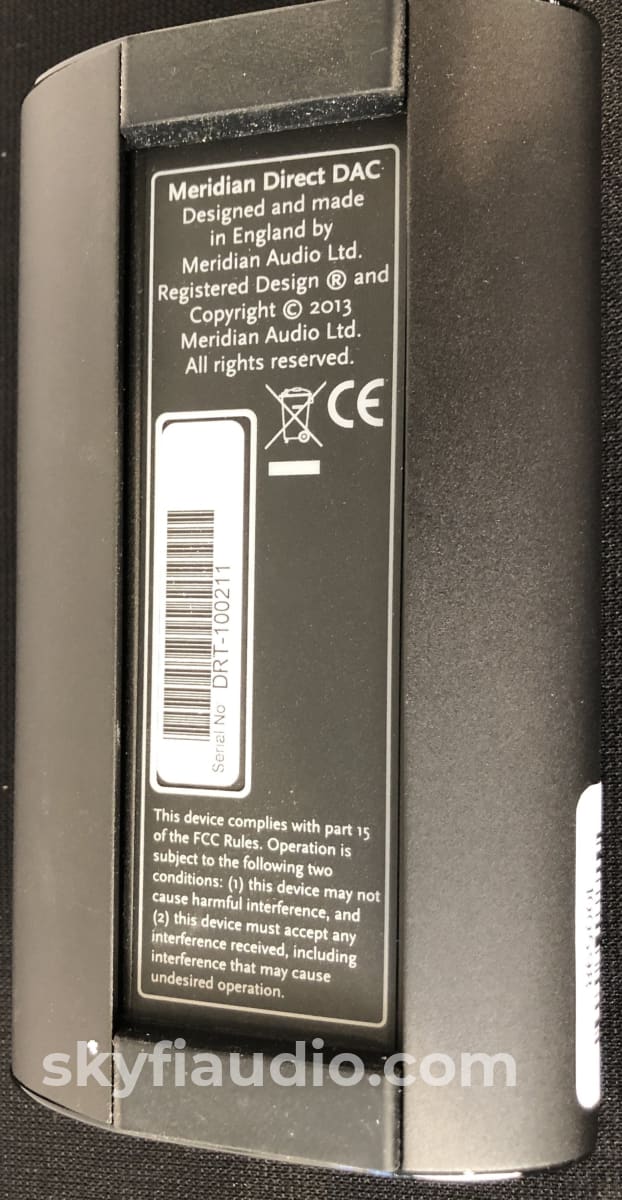 Meridian Direct DAC
Designed and made
in England by
Meridian Audio Ltd.
Registered Design ® and
Copyright © 2013
Meridian Audio Ltd.
All rights reserved.
CE
Serial No DRT-100211
This device complies with part 15
of the FCC Rules. Operation is
subject to the following two
conditions: (1) this device may not
cause harmful interference, and
(2) this device must accept any
interference received, including
interference that may cause
undesired operation.
skyfiaudio.com